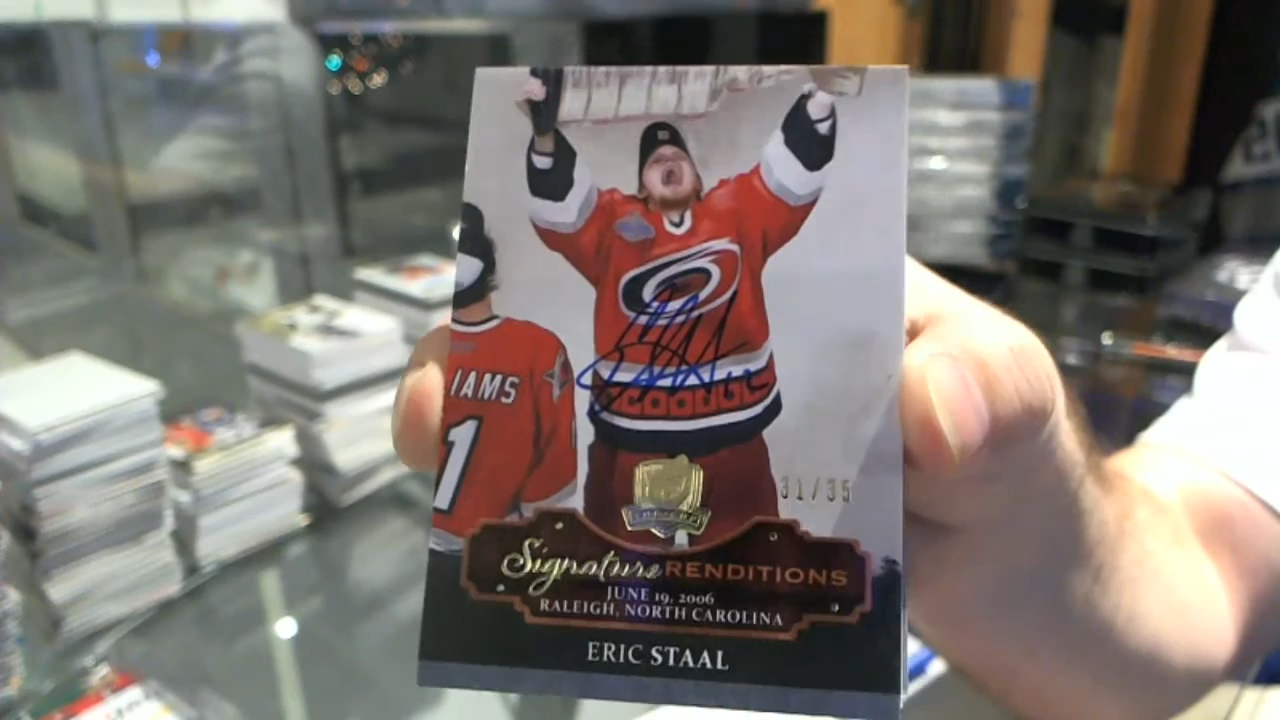 IAMS
1
31/35
Signature RENDITIONS
JUNE 19, 2006
RALEIGH, NORTH CAROLINA
ERIC STAAL